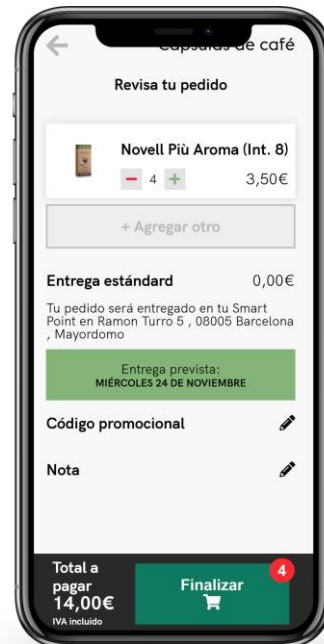 Cápsulas de café
Revisa tu pedido
Novell Più Aroma (Int. 8)
4
3,50€
+ Agregar otro
Entrega estándard
0,00€
Tu pedido será entregado en tu Smart
Point en Ramon Turro 5 , 08005 Barcelona
, Mayordomo
Entrega prevista:
MIÉRCOLES 24 DE NOVIEMBRE
Código promocional
Nota
Total a
pagar
14,00€
IVA incluido
Finalizar
4